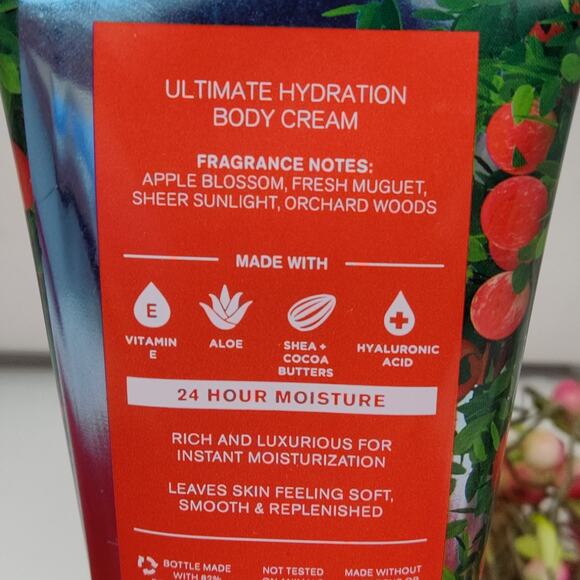 ULTIMATE HYDRATION
BODY CREAM
FRAGRANCE NOTES:
APPLE BLOSSOM, FRESH MUGUET,
SHEER SUNLIGHT, ORCHARD WOODS
MADE WITH
E
VITAMIN
E
ALOE
SHEA +
COCOA
BUTTERS
HYALURONIC
ACID
24 HOUR MOISTURE
RICH AND LUXURIOUS FOR
INSTANT MOISTURIZATION
LEAVES SKIN FEELING SOFT,
SMOOTH & REPLENISHED
BOTTLE MADE
WITH 82%
NOT TESTED
MADE WITHOUT